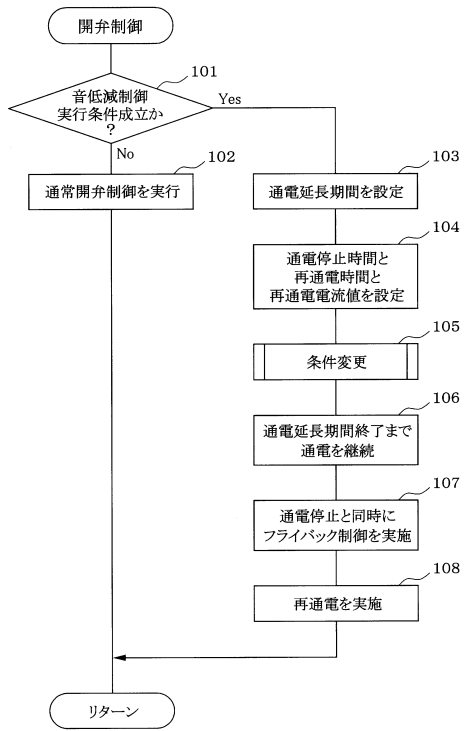 開弁制御
101
音低減制御
実行条件成立か
?
Yes
No
102
通常開弁制御を実行
103
通電延長期間を設定
104
通電停止時間と
再通電時間と
再通電電流値を設定
105
条件変更
106
通電延長期間終了まで
通電を継続
107
通電停止と同時に
フライバック制御を実施
108
再通電を実施
リターン